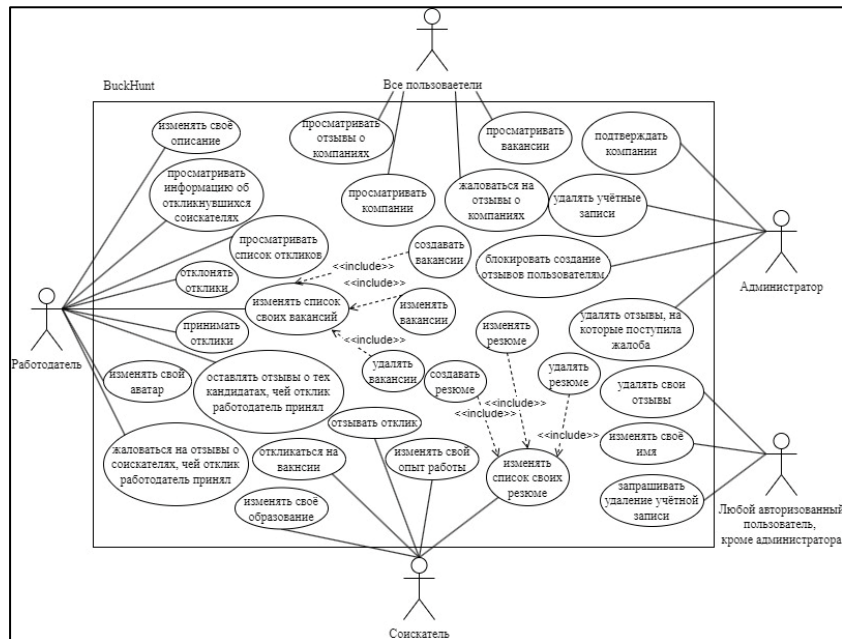 Все пользоваетели
BuckHunt
изменять своё
описание
просматривать
отзывы о
компаниях
просматривать
вакансии
подтверждать
компании
просматривать
информацию об
откликнувшихся
соискателях
просматривать
компании
жаловаться на
отзывы о
компаниях
удалять учётные
записи
просматривать
список откликов
создавать
вакансии
<<include>>
блокировать создание
отзывов пользователям
Администратор
отклонять
отклики
<<include>>
изменять список
своих вакансий
изменять
вакансии
изменять
резюме
удалять отзывы, на
которые поступила
жалоба
принимать
отклики
<<include>>
Работодатель
изменять свой
аватар
оставлять отзывы о тех
кандидатах, чей отклик
работодатель принял
удалять
вакансии
создавать
резюме
удалять
резюме
удалять свои
отзывы
<<include>>
<<include>>
<<include>>
отзывать отклик
жаловаться на отзывы о
соискателях, чей отклик
работодатель принял
откликаться на
вакнсии
изменять свой
опыт работы
изменять
список своих
резюме
изменять своё
имя
изменять своё
образование
запрашивать
удаление учётной
записи
Любой авторизованный
пользователь,
кроме администратора
Соискатель